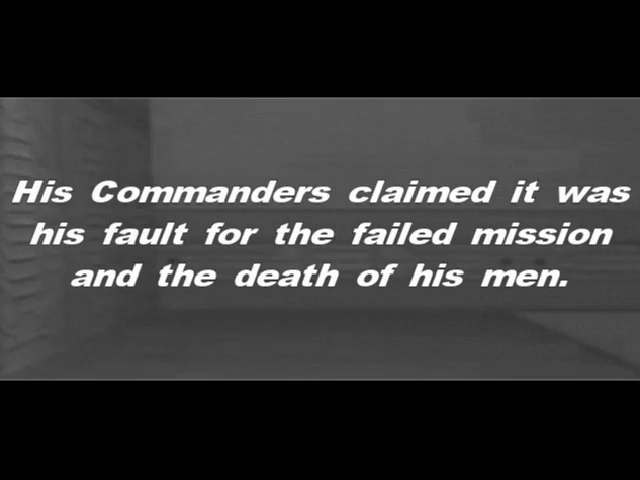 His Commanders claimed it was
his fault for the failed mission
and the death of his men.